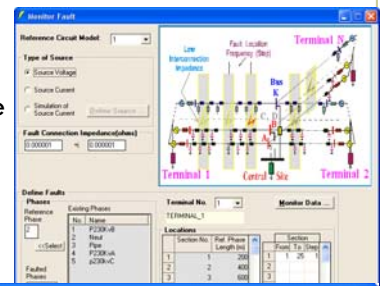 Monitor Fault
Reference Circuit Model: 1
Type of Source
Source Voltage
Source Current
Simulation of
Source Current
Define Source...
Fault Connection Impedance(ohms)
0.000001 +j 0.000001
Line
Interconnection
Impedance
Fault Location
Frequency (Step)
Terminal N
Bus
K
C, D
B
A
Terminal 1
Central Site
Terminal 2
Define Faults
Phases
Reference
Phase
2
<<Select
Faulted
Phases
Existing Phases
No. Name
1 P230KvB
2 Neut
3 Pipe
4 P230KvA
5 p230kvC
Terminal No. 1
TERMINAL_1
Monitor Data ...
Locations
Section No. Ref. Phase
Length (m)
1 1 200
2 2 400
3 3 600
Section
From To Step
1 1 25 1
2
3
e